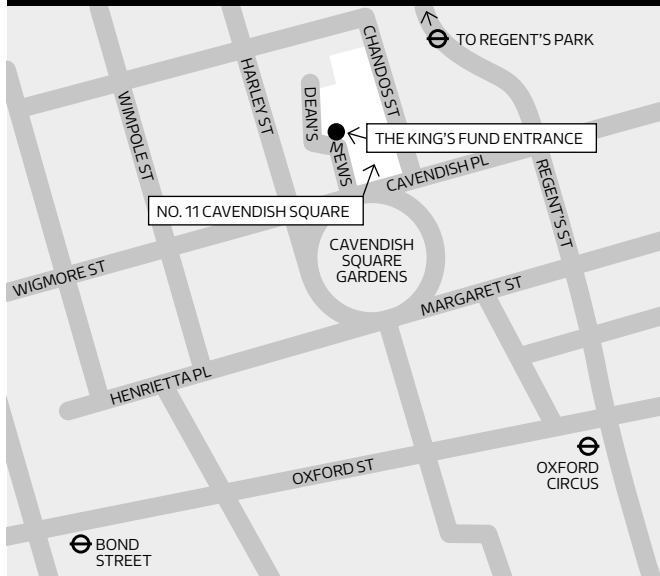 TO REGENT'S PARK
CHANDOS ST
HARLEY ST
DEAN'S
MEWS
WIMPOLE ST
THE KING'S FUND ENTRANCE
CAVENDISH PL
REGENT'S ST
NO. 11 CAVENDISH SQUARE
CAVENDISH
SQUARE
GARDENS
WIGMORE ST
MARGARET ST
HENRIETTA PL
OXFORD ST
OXFORD
CIRCUS
BOND
STREET